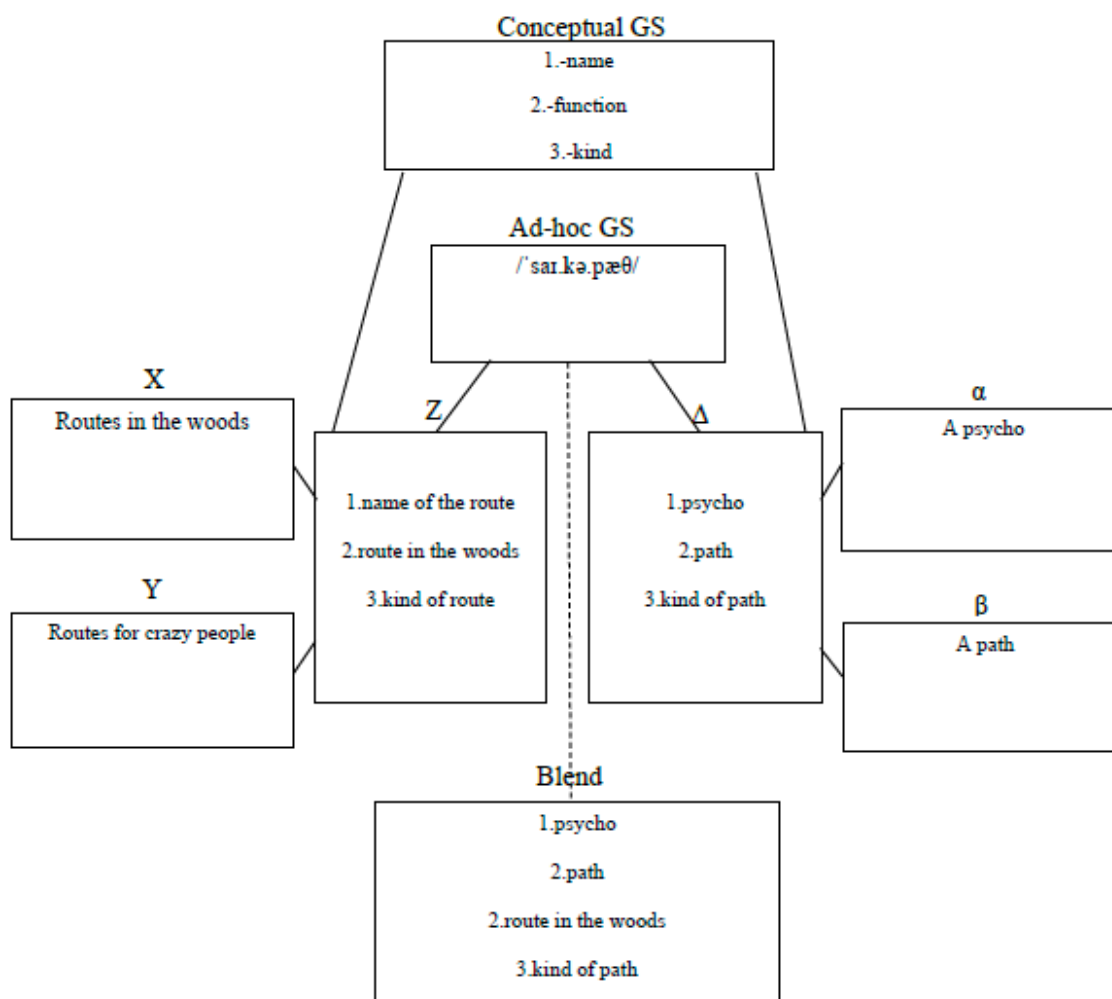 Conceptual GS
1.-name
2.-function
3.-kind
Ad-hoc GS
/ˈsaɪ.kə.pæθ/
X
Routes in the woods
Z
1.name of the route
2.route in the woods
3.kind of route
Δ
1.psycho
2.path
3.kind of path
α
A psycho
Y
Routes for crazy people
β
A path
Blend
1.psycho
2.path
2.route in the woods
3.kind of path